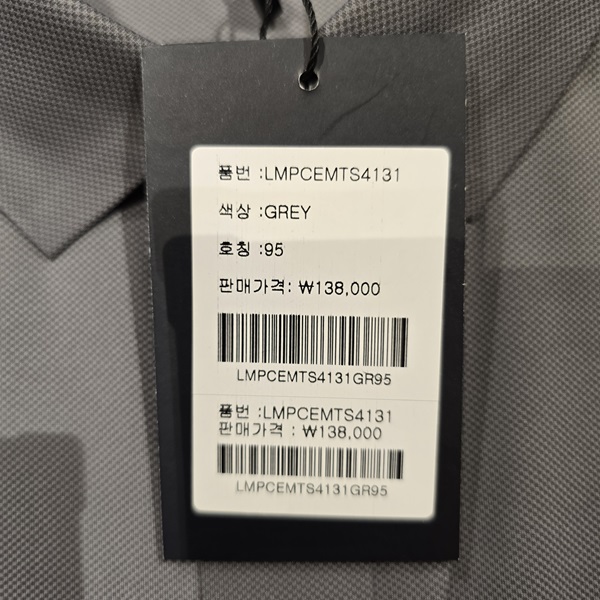 품번 :LMPCEMTS4131
색상 :GREY
호칭 :95
판매가격: ₩138,000
LMPCEMTS4131GR95
품번 :LMPCEMTS4131
판매가격 : ₩138,000
LMPCEMTS4131GR95